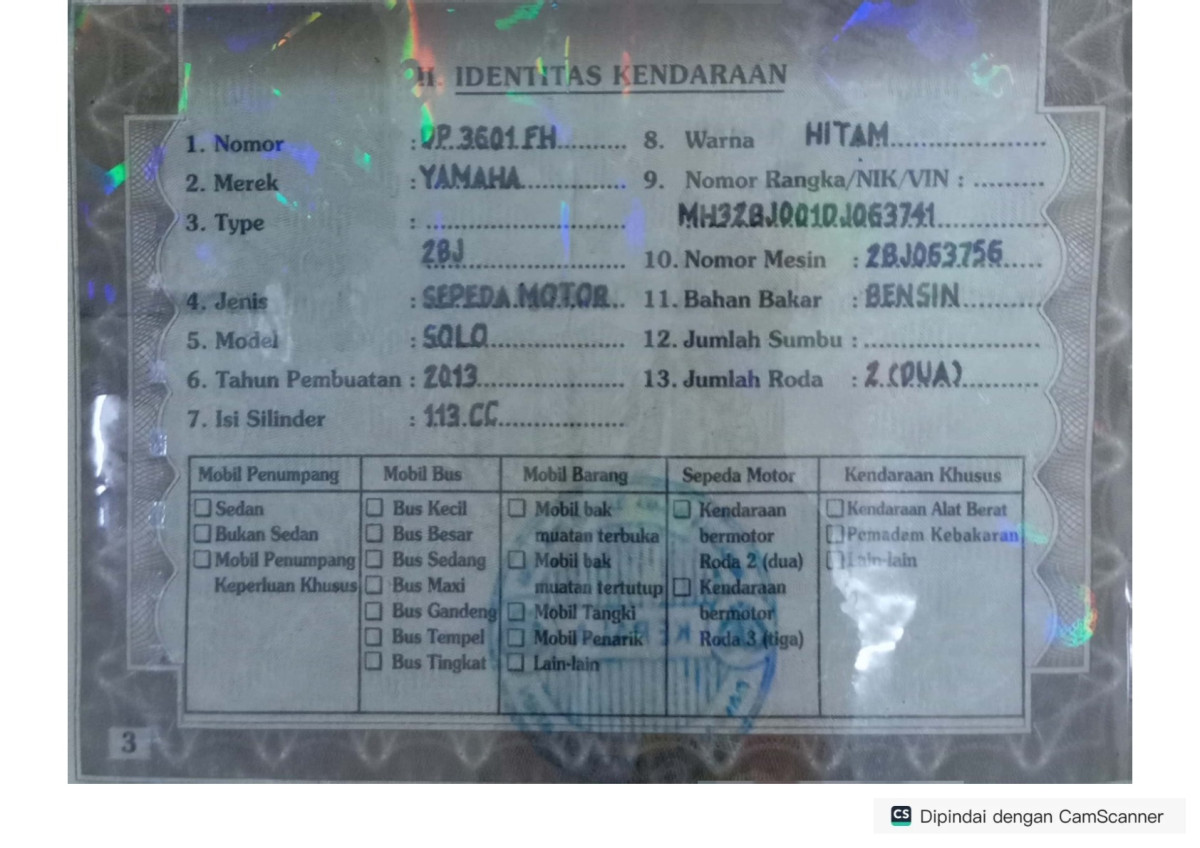 II. IDENTITAS KENDARAAN
1. Nomor : 3601 FH
2. Merek : YAMAHA
3. Type :
2BJ
4. Jenis : SEPEDA MOTOR
5. Model : SOLO
6. Tahun Pembuatan : 2013
7. Isi Silinder : 113 CC
8. Warna HITAM
9. Nomor Rangka/NIK/VIN :
MH32BJ001DJ063741
10. Nomor Mesin : 2BJ063756
11. Bahan Bakar : BENSIN
12. Jumlah Sumbu :
13. Jumlah Roda : 2 (DUA)
Mobil Penumpang
Sedan
Bukan Sedan
Mobil Penumpang
Keperluan Khusus
Mobil Bus
Bus Kecil
Bus Besar
Bus Sedang
Bus Maxi
Bus Gandeng
Bus Tempel
Bus Tingkat
Mobil Barang
Mobil bak
muatan terbuka
Mobil bak
muatan tertutup
Mobil Tangki
Mobil Penarik
Lain-lain
Sepeda Motor
Kendaraan
bermotor
Roda 2 (dua)
Kendaraan
bermotor
Roda 3 (tiga)
Kendaraan Khusus
Kendaraan Alat Berat
Pemadem Kebakaran
Lain-lain
3
CS Dipindai dengan CamScanner